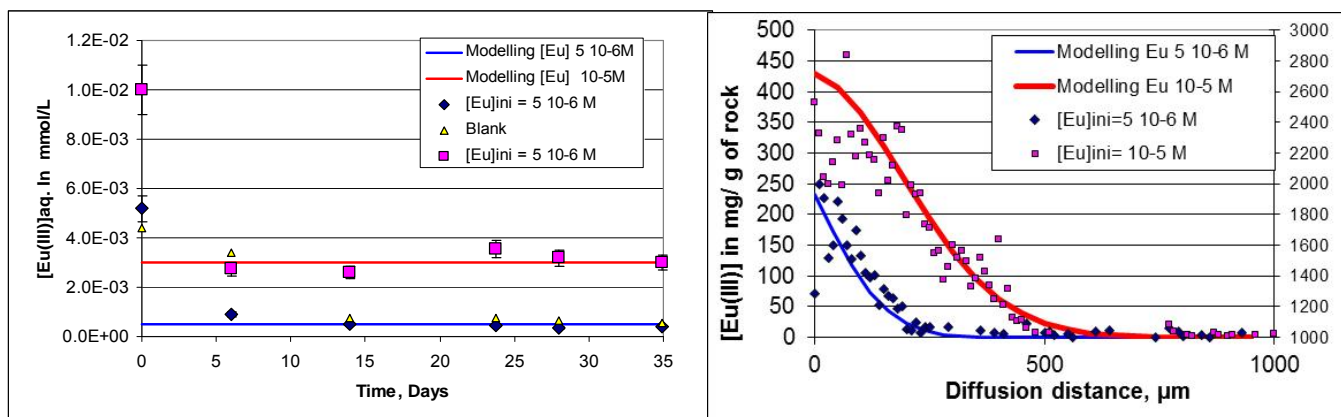 1.2E-02
1.0E-02
8.0E-03
6.0E-03
4.0E-03
2.0E-03
0.0E+00
[Eu(III)]aq. In mmol/L
0 5 10 15 20 25 30 35
Time, Days
Modelling [Eu] 5 10-6M
Modelling [Eu] 10-5M
[Eu]ini = 5 10-6 M
Blank
[Eu]ini = 5 10-6 M
500
450
400
350
300
250
200
150
100
50
0
[Eu(III)] in mg/ g of rock
0 500 1000
Diffusion distance, µm
Modelling Eu 5 10-6 M
Modelling Eu 10-5 M
[Eu]ini=5 10-6 M
[Eu]ini= 10-5 M
3000
2800
2600
2400
2200
2000
1800
1600
1400
1200
1000